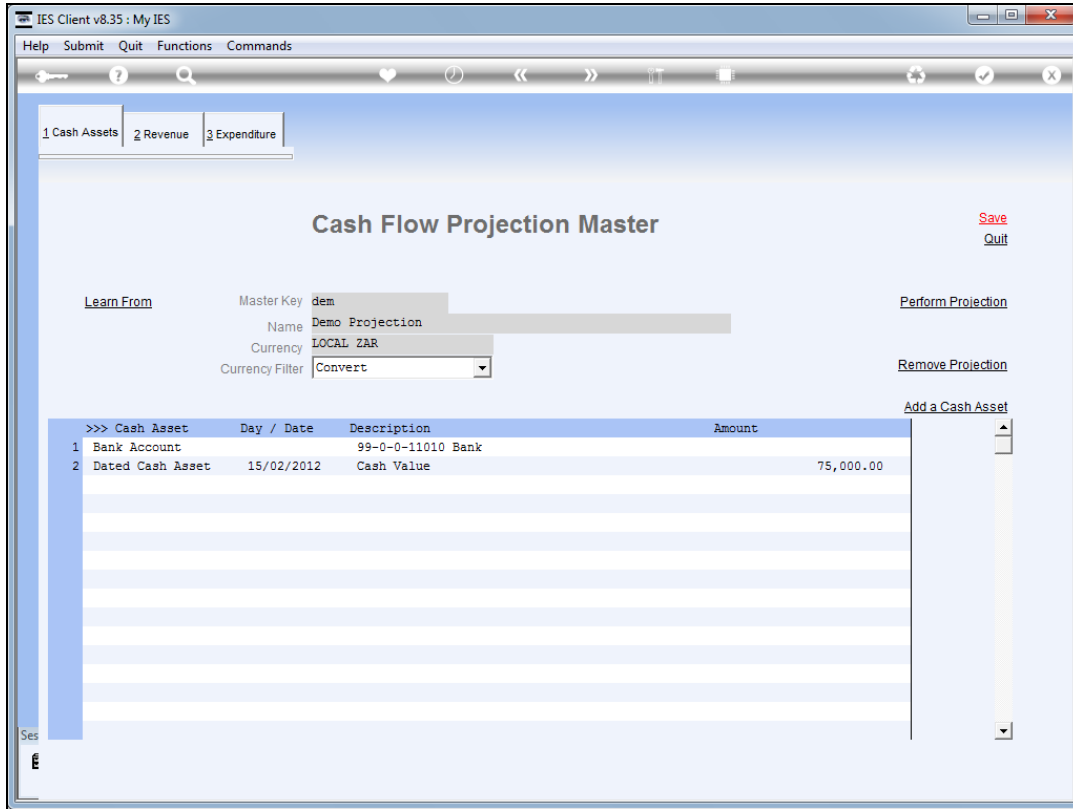 IES Client v8.35 : My IES
Help Submit Quit Functions Commands
1 Cash Assets 2 Revenue 3 Expenditure
Cash Flow Projection Master
Save
Quit
Learn From Master Key dem Perform Projection
Name Demo Projection
Currency LOCAL ZAR
Currency Filter Convert Remove Projection
Add a Cash Asset
>>> Cash Asset Day / Date Description Amount
1 Bank Account 99-0-0-11010 Bank
2 Dated Cash Asset 15/02/2012 Cash Value 75,000.00
Ses